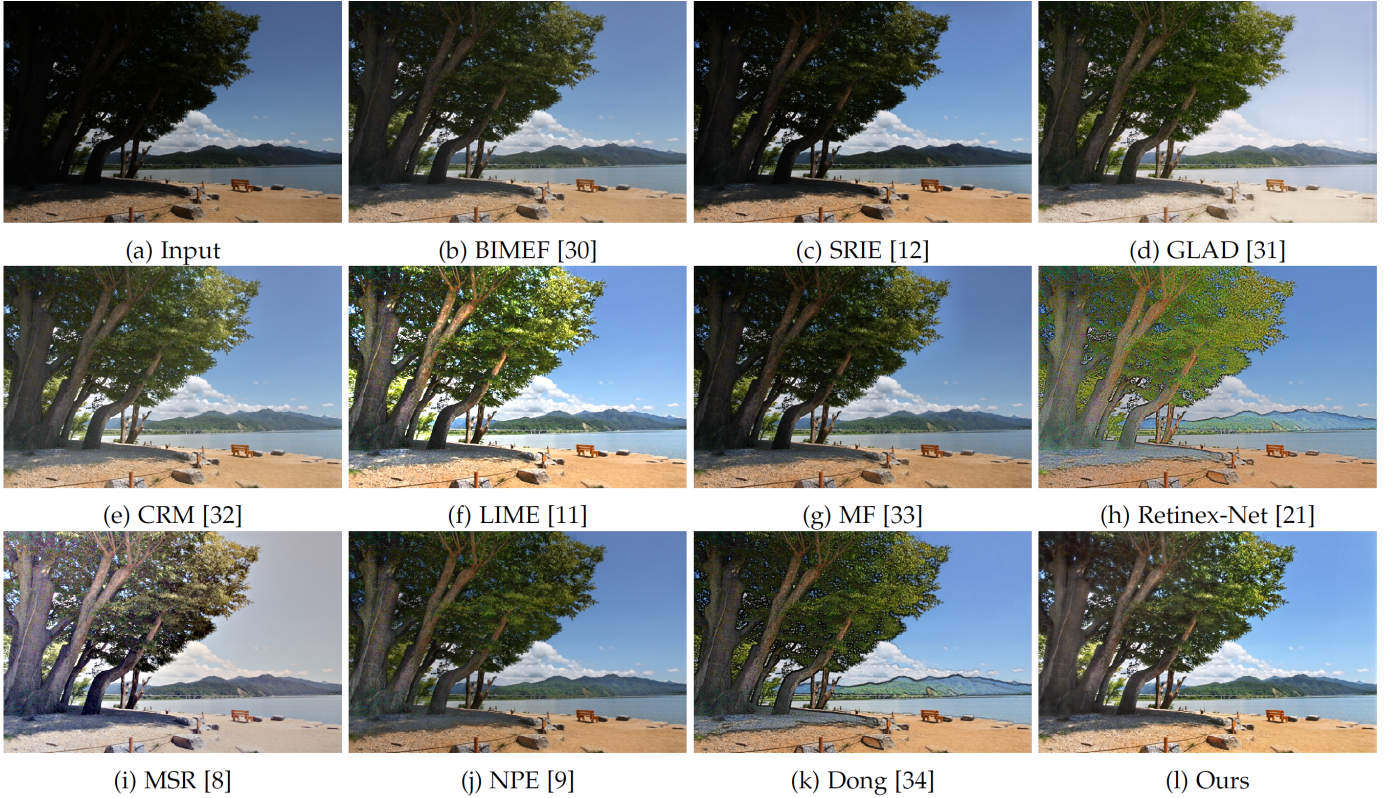 (a) Input
(b) BIMEF [30]
(c) SRIE [12]
(d) GLAD [31]
(e) CRM [32]
(f) LIME [11]
(g) MF [33]
(h) Retinex-Net [21]
(i) MSR [8]
(j) NPE [9]
(k) Dong [34]
(l) Ours